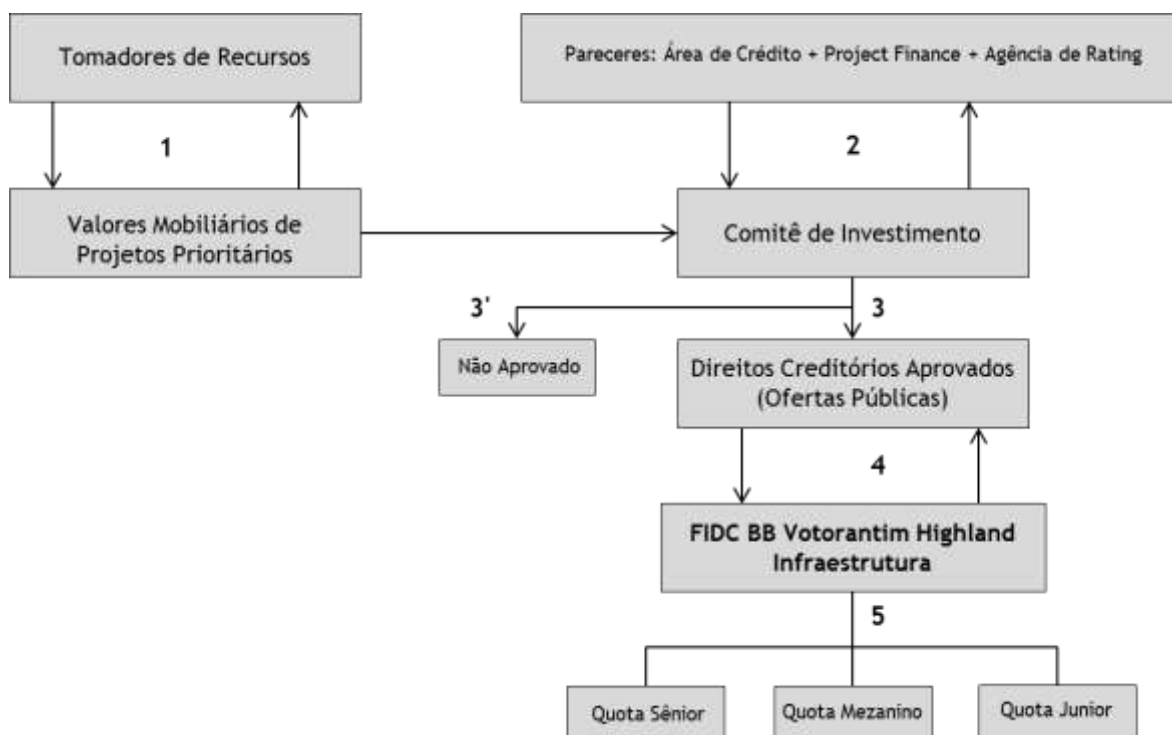 Tomadores de Recursos
Pareceres: Área de Crédito + Project Finance + Agência de Rating
1
2
Valores Mobiliários de
Projetos Prioritários
Comitê de Investimento
3'
3
Não Aprovado
Direitos Creditórios Aprovados
(Ofertas Públicas)
4
FIDC BB Votorantim Highland
Infraestrutura
5
Quota Sênior
Quota Mezanino
Quota Junior